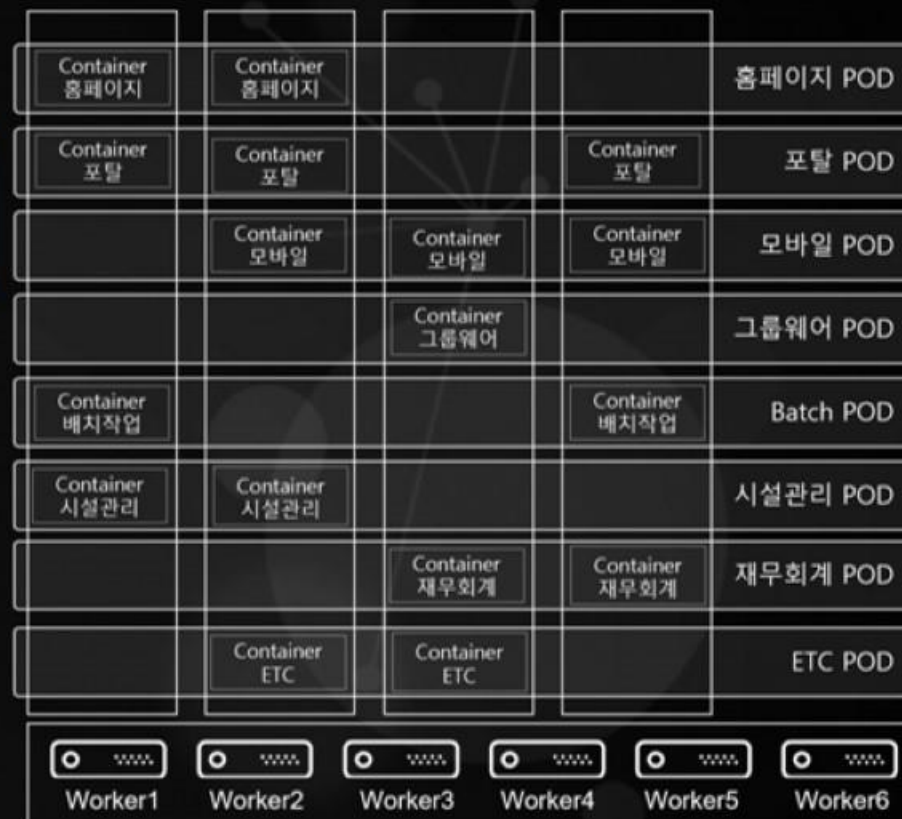 Container
홈페이지
Container
홈페이지
홈페이지 POD
Container
포탈
Container
포탈
Container
포탈
포탈 POD
Container
모바일
Container
모바일
Container
모바일
모바일 POD
Container
그룹웨어
그룹웨어 POD
Container
배치작업
Container
배치작업
Batch POD
Container
시설관리
Container
시설관리
시설관리 POD
Container
재무회계
Container
재무회계
재무회계 POD
Container
ETC
Container
ETC
ETC POD
Worker1
Worker2
Worker3
Worker4
Worker5
Worker6